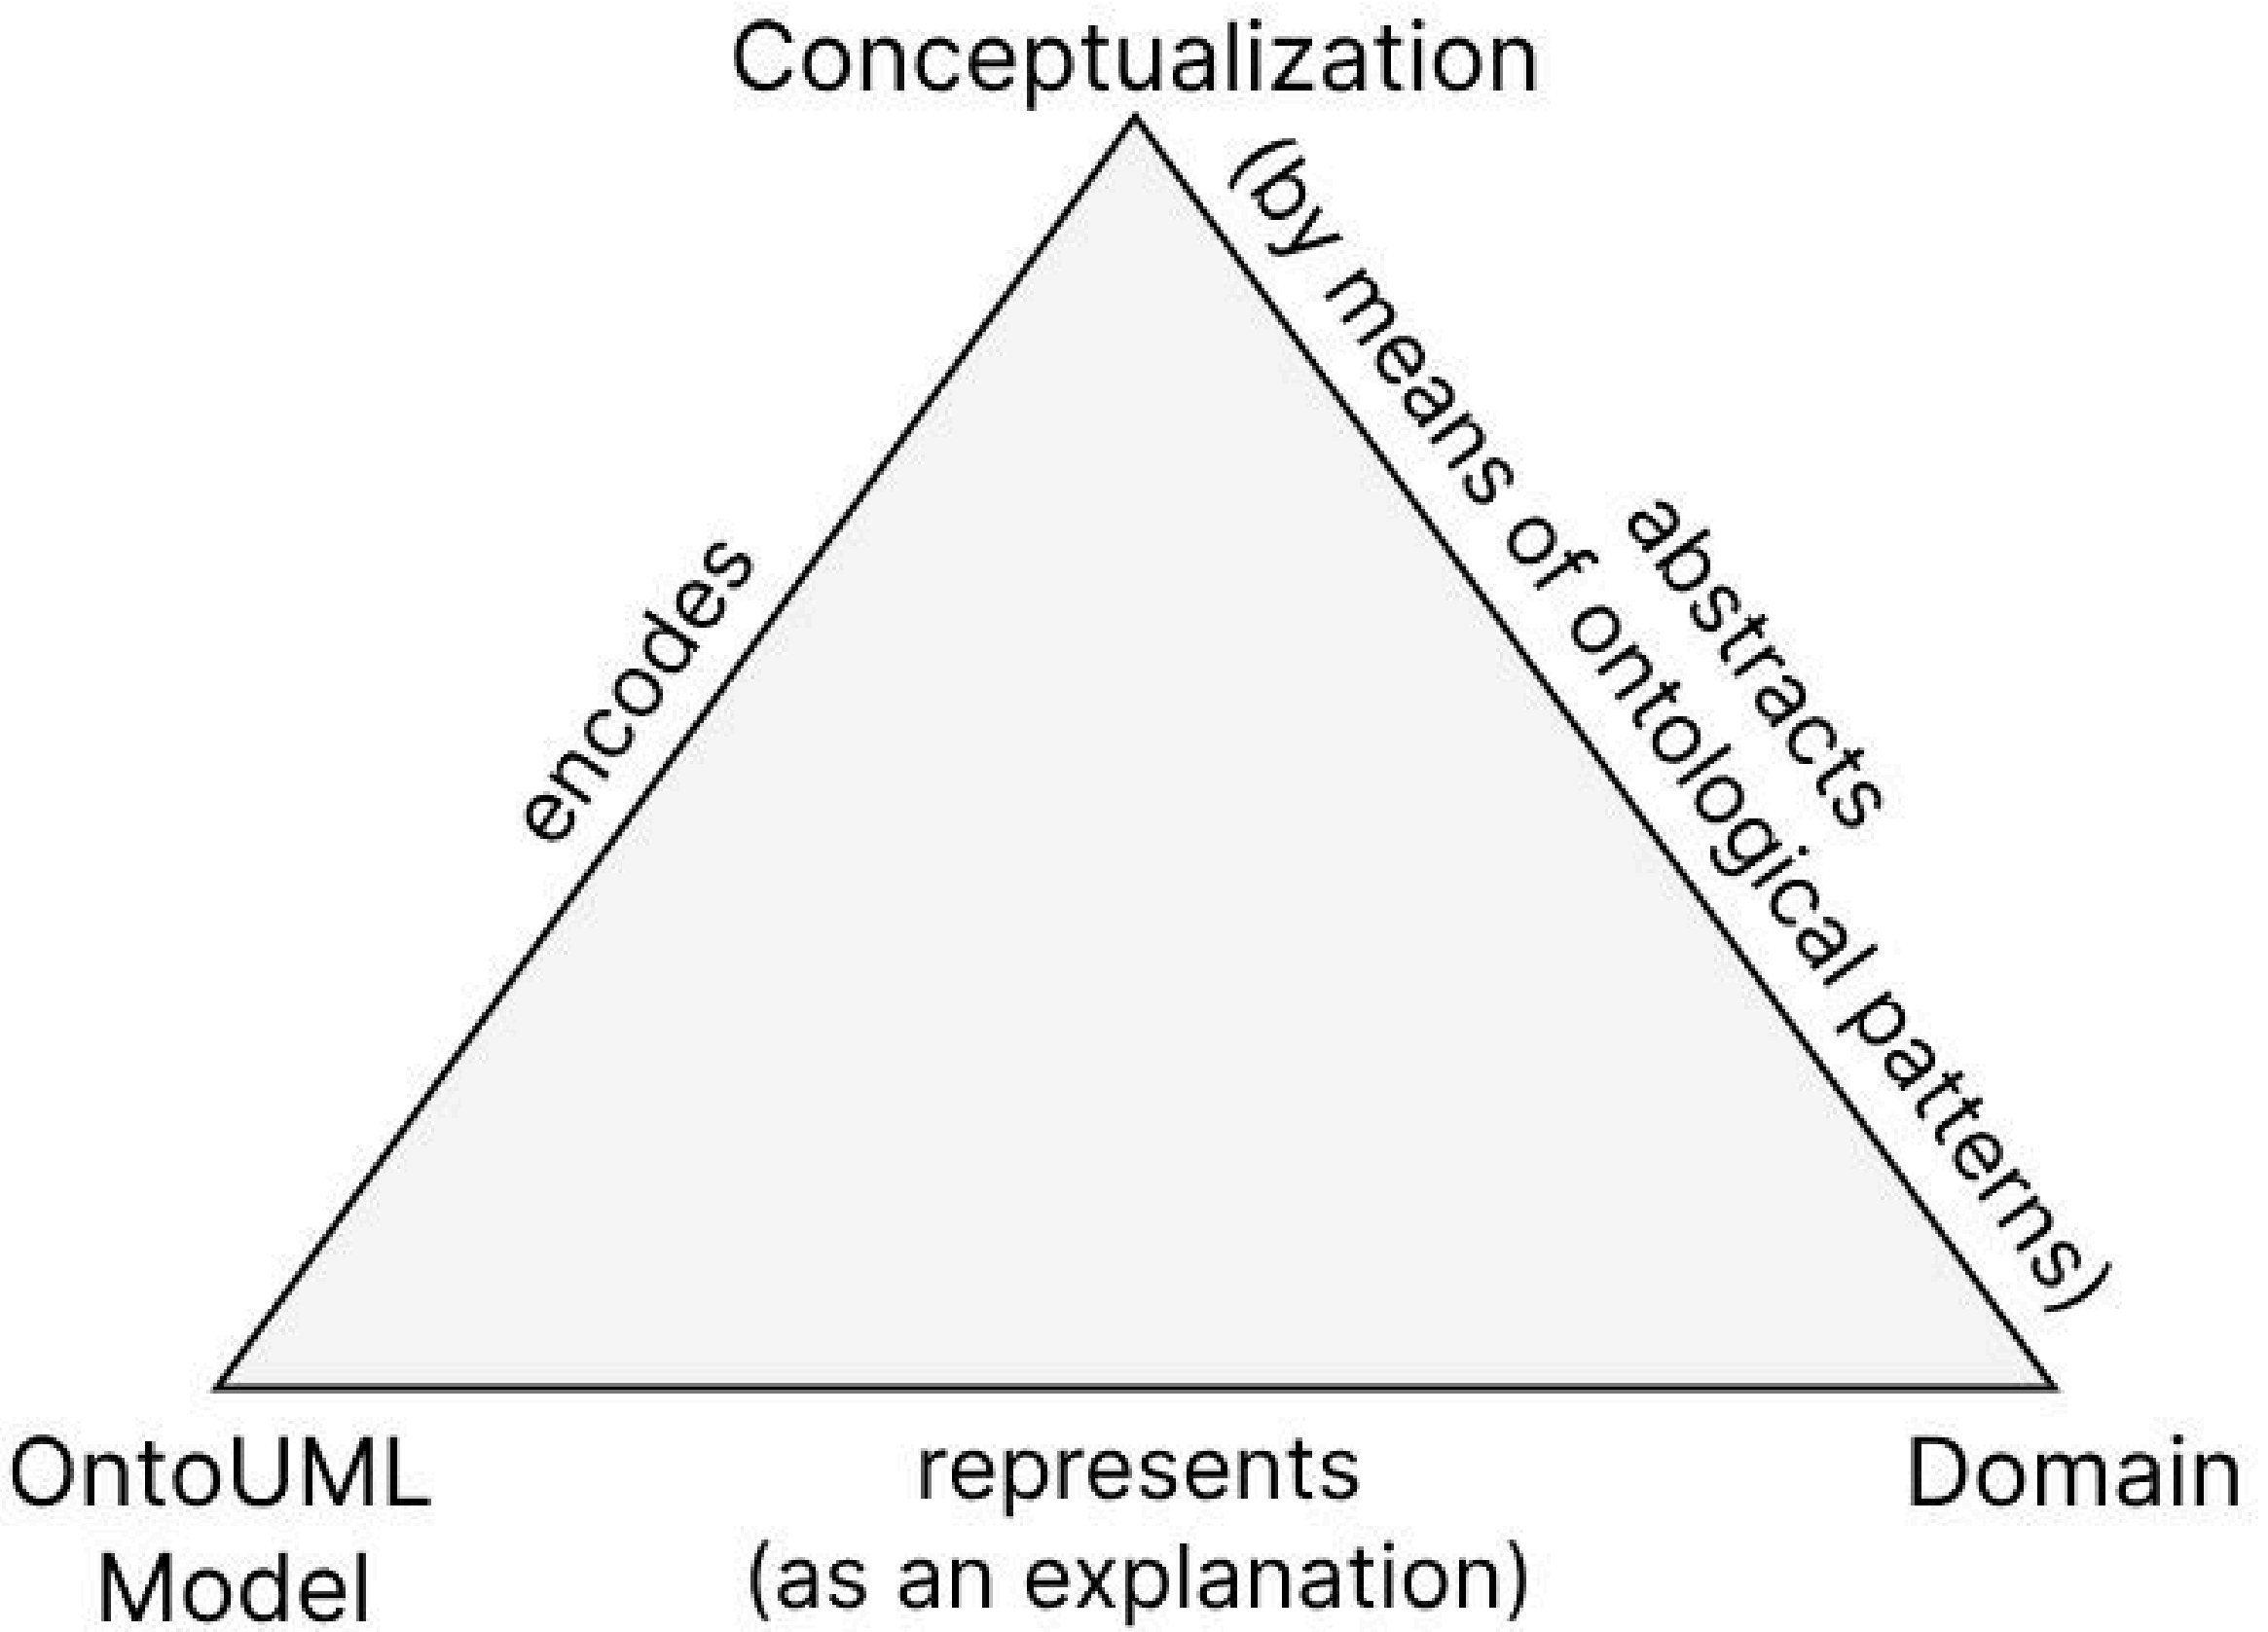 Conceptualization
encodes
abstracts
(by means of ontological patterns)
OntoUML
Model
represents
(as an explanation)
Domain